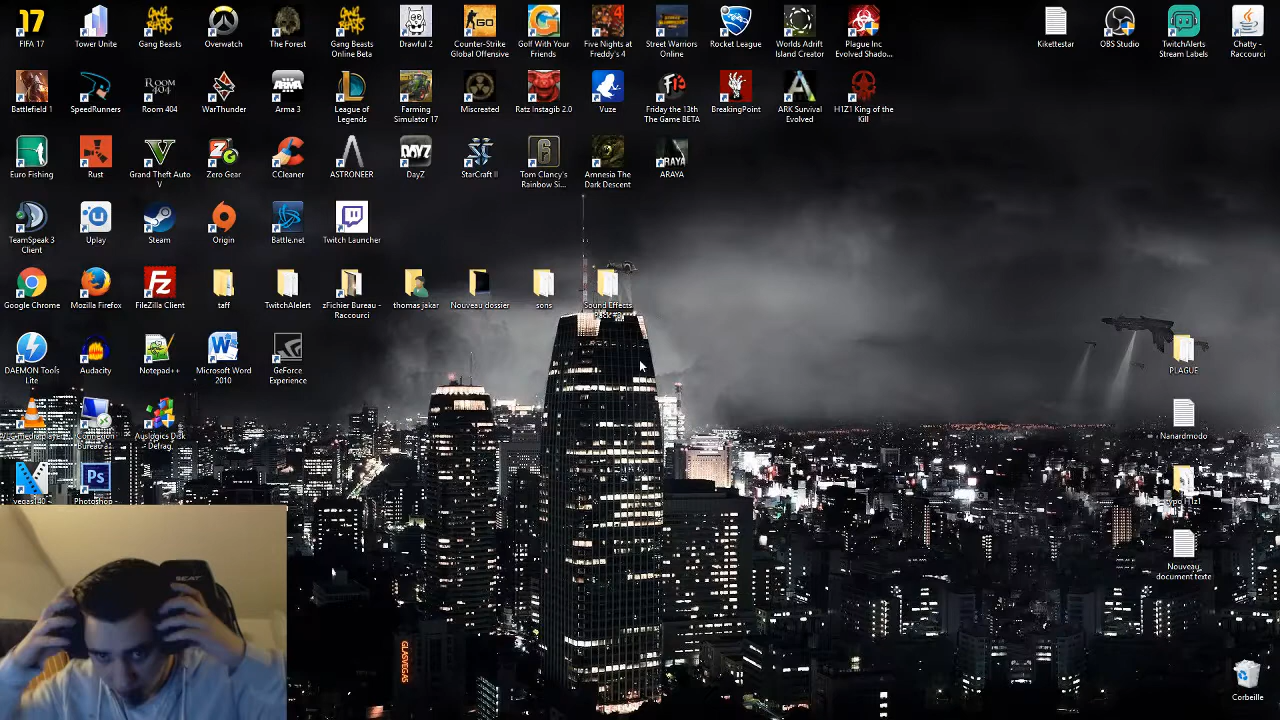 FIFA 17
Tower Unite
Gang Beasts
Overwatch
The Forest
Gang Beasts
Online Beta
Drawful 2
Counter-Strike
Global Offensive
Golf With Your
Friends
Five Nights at
Freddy's 4
Street Warriors
Online
Rocket League
Worlds Adrift
Island Creator
Plague Inc
Evolved Shado...
Kikettestar
OBS Studio
TwitchAlerts
Stream Labels
Chatty -
Raccourci
Battlefield 1
SpeedRunners
Room 404
WarThunder
Arma 3
League of
Legends
Farming
Simulator 17
Miscreated
Ratz Instagib 2.0
Vuze
Friday the 13th
The Game BETA
BreakingPoint
ARK Survival
Evolved
H1Z1 King of the
Kill
Euro Fishing
Rust
Grand Theft Auto
V
Zero Gear
CCleaner
ASTRONEER
DayZ
StarCraft II
Tom Clancy's
Rainbow Si...
Amnesia The
Dark Descent
ARAYA
TeamSpeak 3
Client
Uplay
Steam
Origin
Battle.net
Twitch Launcher
Google Chrome
Mozilla Firefox
FileZilla Client
taff
TwitchAlelert
zFichier Bureau -
Raccourci
thomas jakar
Nouveau dossier
sons
Sound Effects
DAEMON Tools
Lite
Audacity
Notepad++
Microsoft Word
2010
GeForce
Experience
PLAGUE
Auslogics Disk
Defrag
Nanardmodo
Photoshop -
Nouveau
document texte
GLASVEGAS
Corbeille